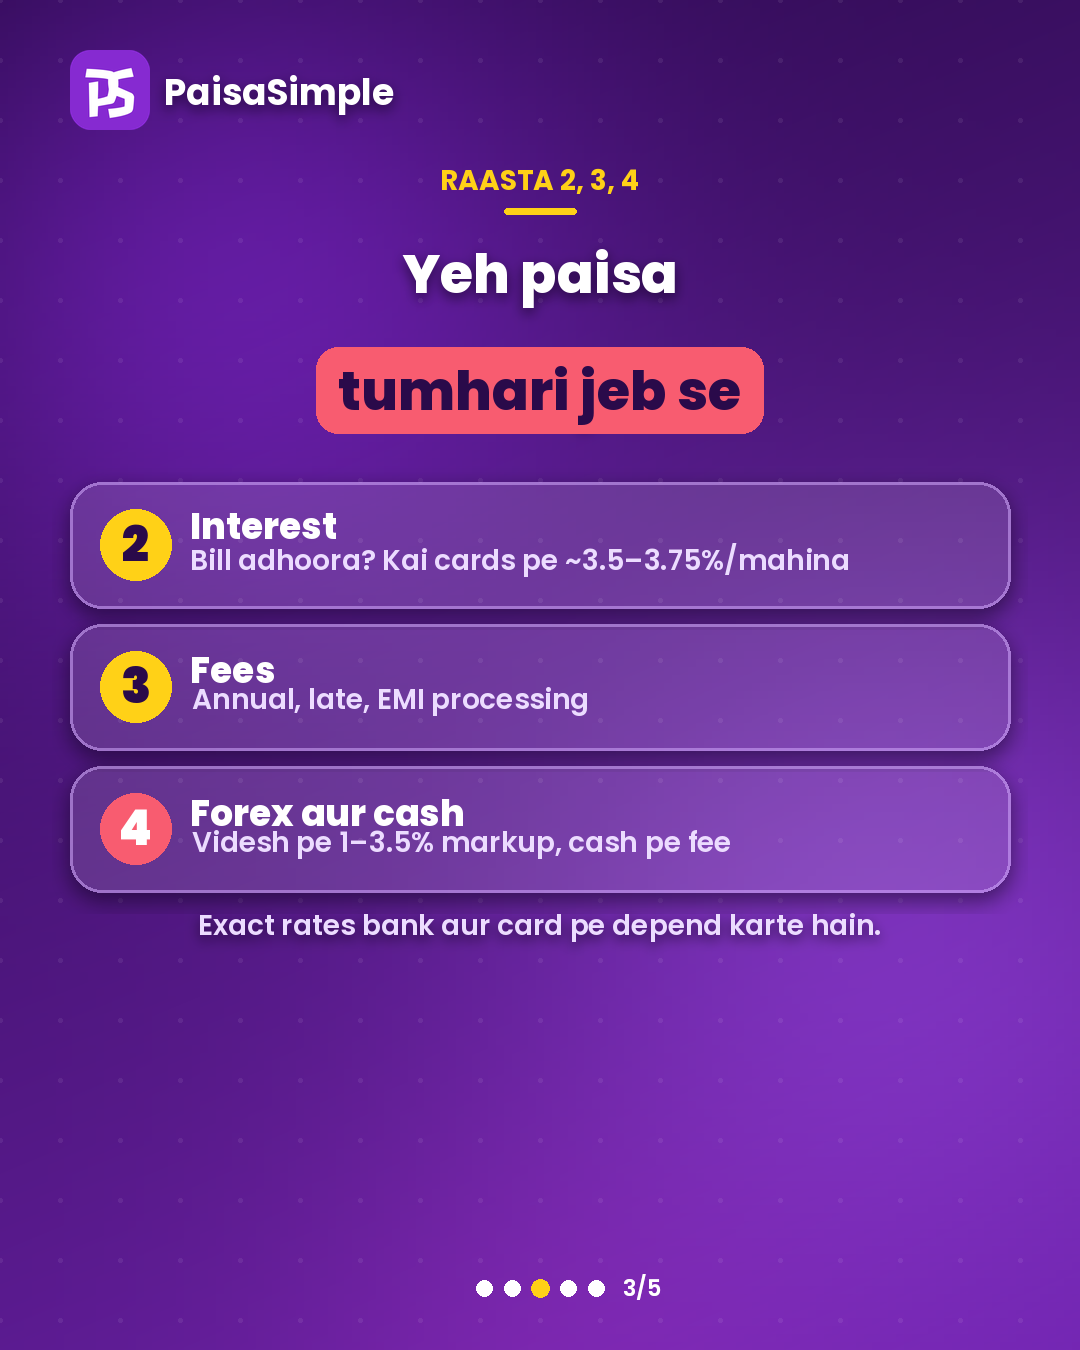 PS
PaisaSimple
RAASTA 2, 3, 4
Yeh paisa
tumhari jeb se
2
Interest
Bill adhoora? Kai cards pe ~3.5–3.75%/mahina
3
Fees
Annual, late, EMI processing
4
Forex aur cash
Videsh pe 1–3.5% markup, cash pe fee
Exact rates bank aur card pe depend karte hain.
3/5